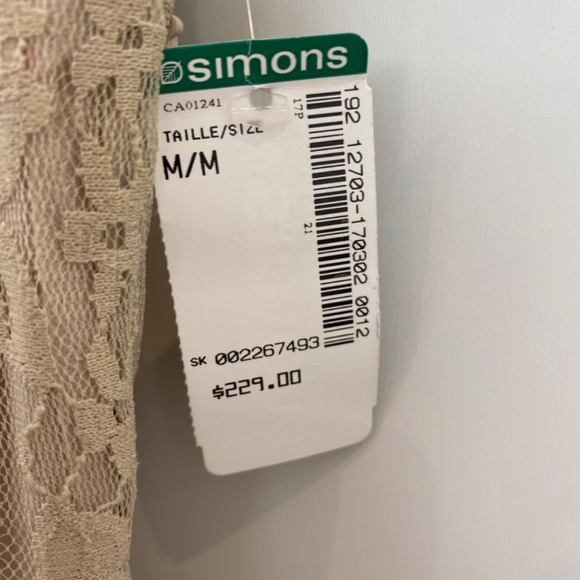 simons
CA01241
17P
TAILLE/SIZE
M/M
21
192 12703-170302 0012
SK 002267493
$229.00